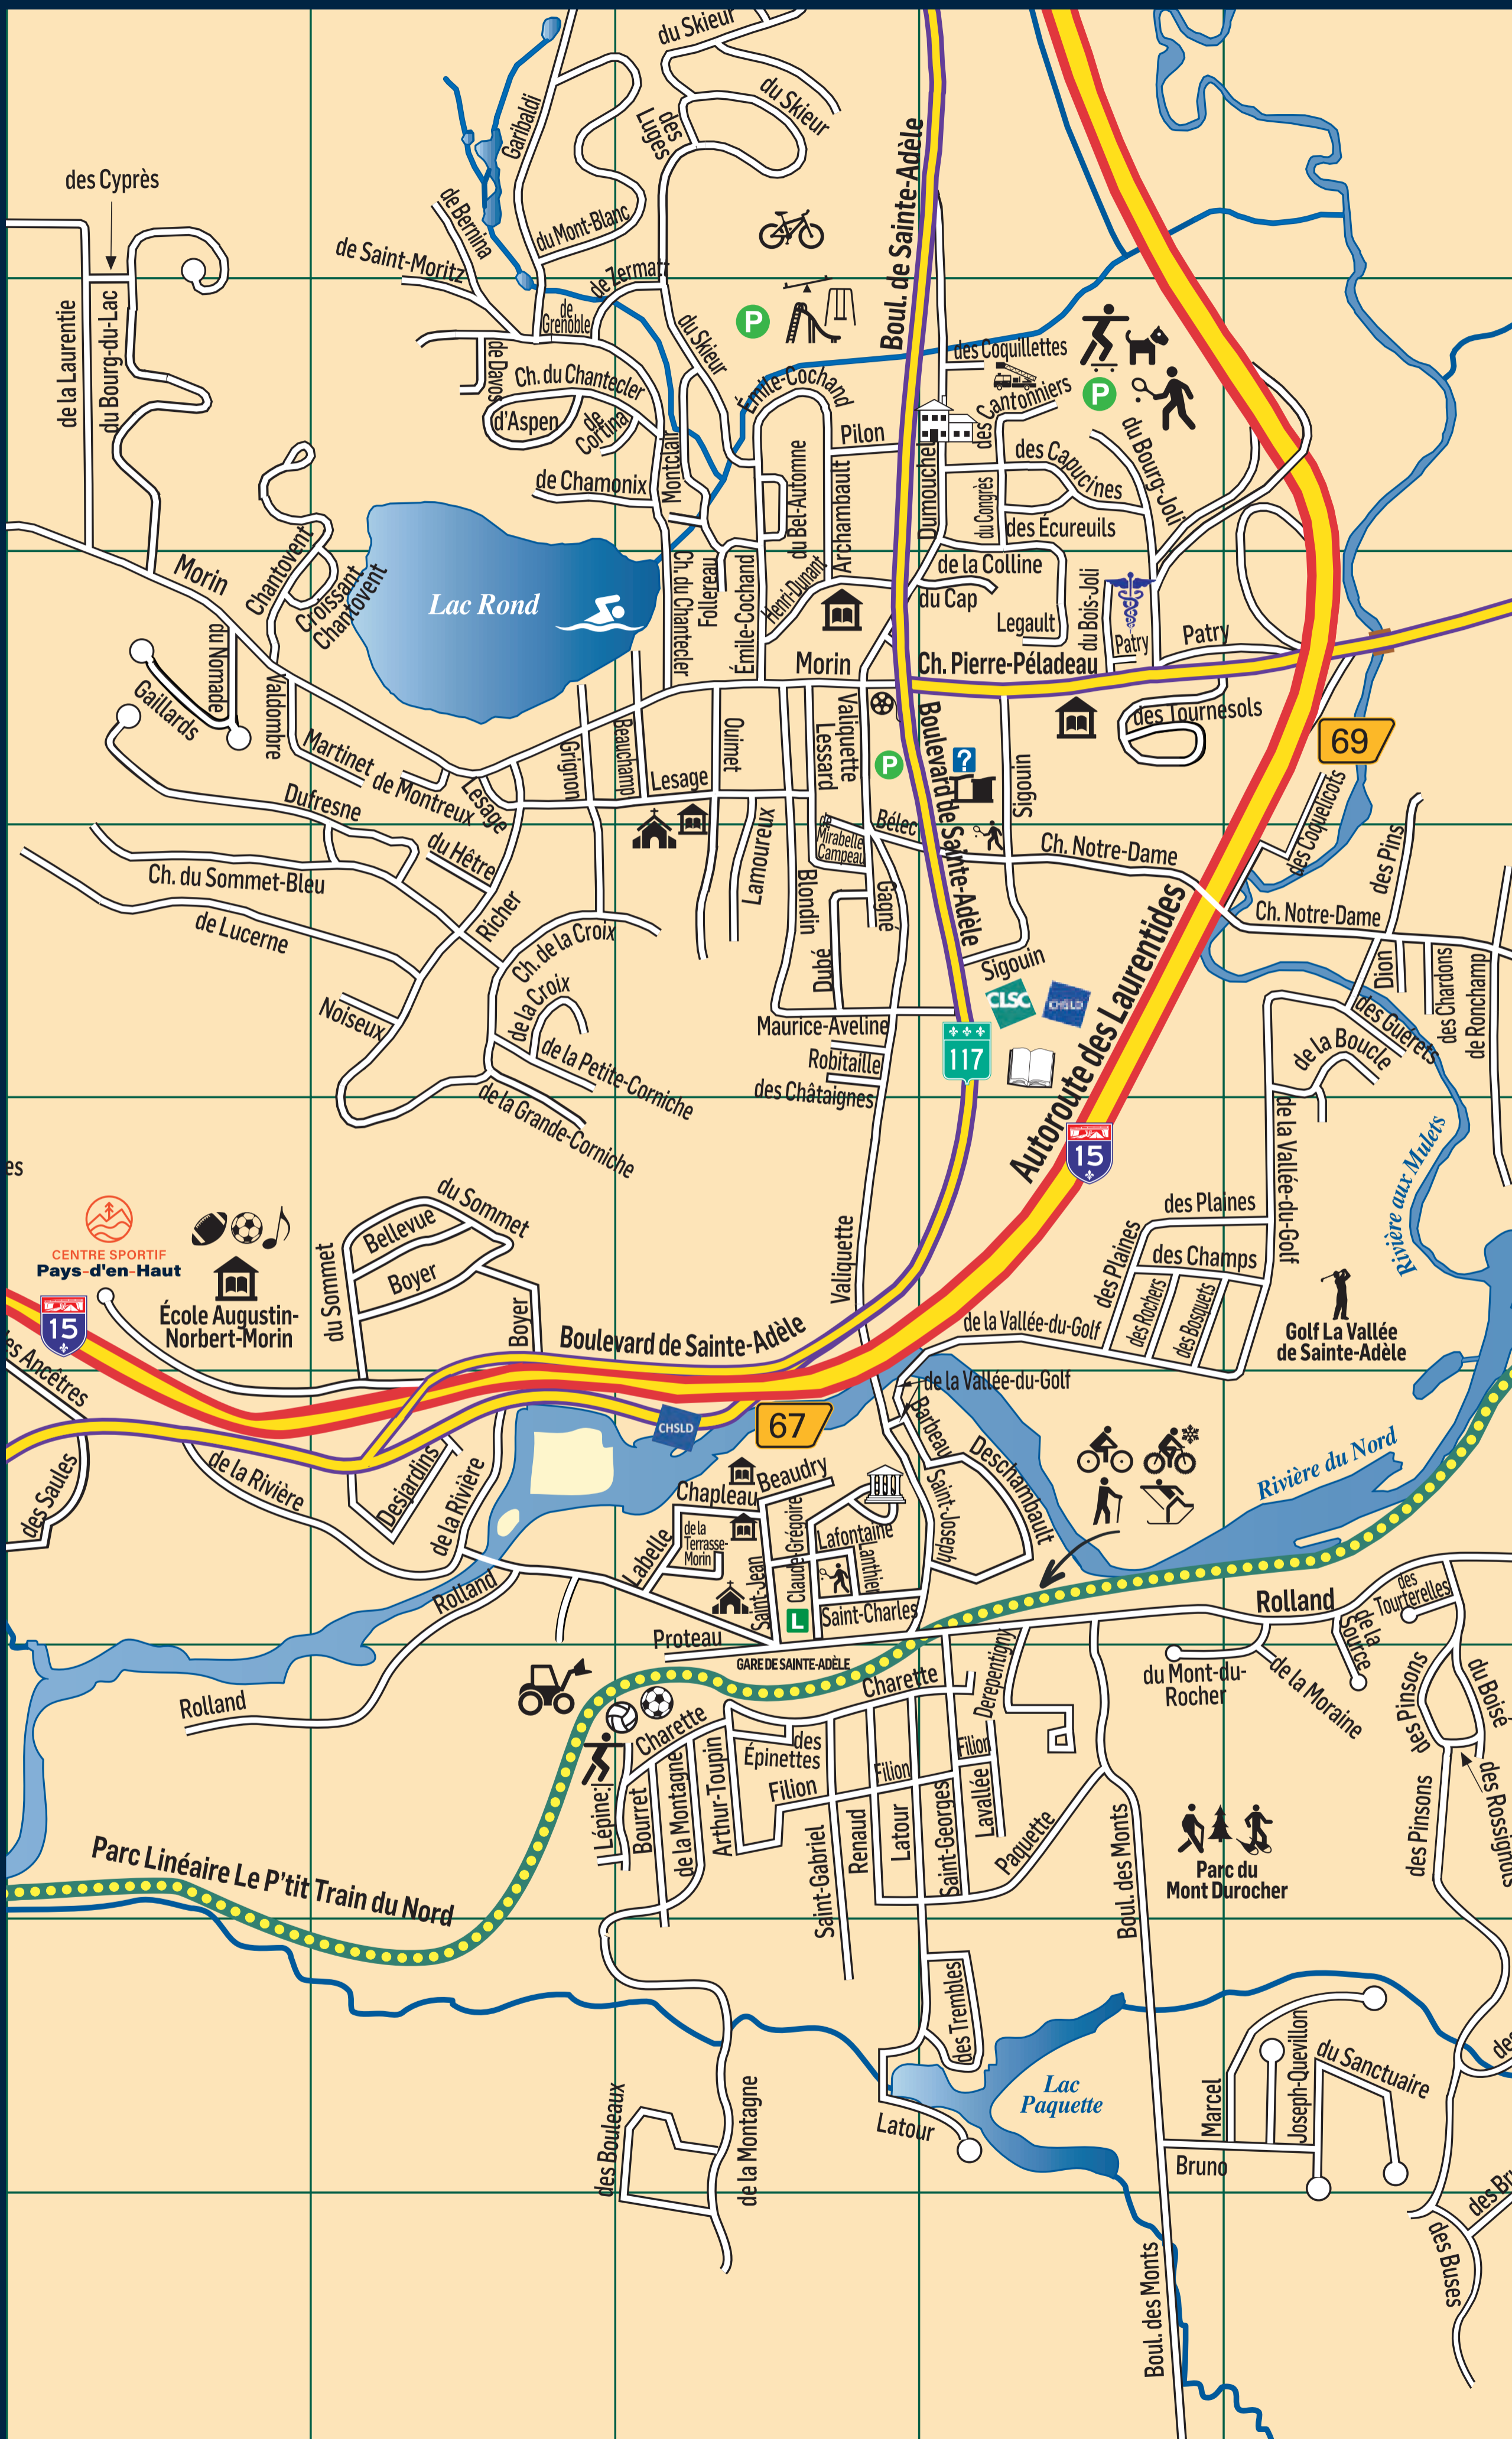 du Skieur
du Skieur
des
Luges
Garibaldi
Boul. de Sainte-Adèle
des Cyprès
de Bernina
du Mont-Blanc
de Saint-Moritz
de Zermatt
de la Laurentie
du Bourg-du-Lac
de
Grenoble
du Skieur
P
des Coquillettes
de Davos
Ch. du Chantecler
Émile-Cochand
des Cantonniers
P
d'Aspen
de
Cortina
Pilon
du Bourg-Joli
Montclair
des Capucines
de Chamonix
du Bel-Automne
Archambault
Dumouchel
du Congrès
des Écureuils
Morin
Chantovent
Croissant
Chantovent
Lac Rond
Ch. du Chantecler
Follereau
Émile-Cochand
Henri-Dunant
de la Colline
du Cap
Legault
du Bois-Joli
Patry
Patry
du Nomade
Gaillards
Valdombre
Morin
Ch. Pierre-Péladeau
des Tournesols
69
Martinet
de Montreux
Lesage
Grignon
Beauchamp
Ouimet
Lesage
Lessard
Valiquette
P
?
Boulevard de Sainte-Adèle
Sigouin
Dufresne
du Hêtre
Bélec
de
Mirabelle
Campeau
Ch. Notre-Dame
des Coquelicots
des Pins
Ch. du Sommet-Bleu
Lamoureux
Blondin
Gagné
de Lucerne
Richer
Ch. de la Croix
Ch. Notre-Dame
Dubé
Sigouin
Autoroute des Laurentides
Dion
des Chardons
de Ronchamp
Noiseux
de la Croix
CLSC
CHSLD
Maurice-Aveline
117
Robitaille
des Châtaignes
de la Petite-Corniche
de la Grande-Corniche
des Guérets
de la Boucle
de la Vallée-du-Golf
15
Rivière aux Mulets
es
CENTRE SPORTIF
Pays-d'en-Haut
École Augustin-
Norbert-Morin
15
du Sommet
Bellevue
du Sommet
Boyer
Boyer
Valiquette
des Plaines
des Plaines
des Champs
des Rochers
des Bosquets
Golf La Vallée
de Sainte-Adèle
Boulevard de Sainte-Adèle
de la Vallée-du-Golf
de la Vallée-du-Golf
des Ancêtres
CHSLD
67
Barbeau
Deschambault
Saint-Joseph
Rivière du Nord
des Saules
de la Rivière
Desjardins
de la Rivière
Beaudry
Chapleau
de la
Terrasse-
Morin
Labelle
Claude-Grégoire
Lafontaine
Lanthier
Saint-Jean
L
Saint-Charles
Rolland
Rolland
des
Tourterelles
Proteau
GARE DE SAINTE-ADÈLE
Charette
Derepentigny
de la
Source
du Mont-du-
Rocher
de la Moraine
des Pinsons
du Boisé
Rolland
Charette
des
Épinettes
Filion
Filion
Filion
Lépine
Bourret
de la Montagne
Arthur-Toupin
Saint-Gabriel
Renaud
Latour
Saint-Georges
Lavallée
Paquette
Boul. des Monts
Parc du
Mont Durocher
des Pinsons
des Rossignols
Parc Linéaire Le P'tit Train du Nord
des Trembles
Lac
Paquette
Latour
des Bouleaux
de la Montagne
Marcel
Joseph-Quevillon
du Sanctuaire
Bruno
des
des Bru
des Buses
Boul. des Monts